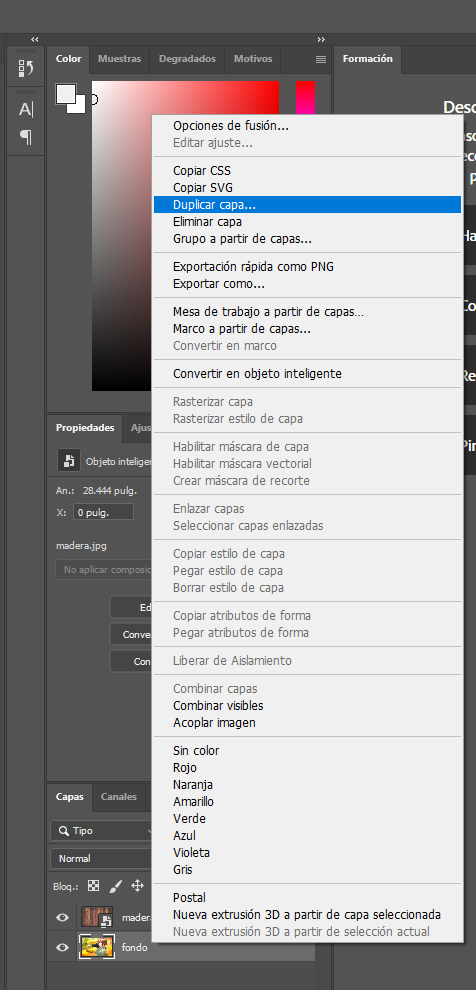 Color
Muestras
Degradados
Motivos
Formación
Desc
A|
Opciones de fusión...
Editar ajuste...
Copiar CSS
Copiar SVG
Duplicar capa...
Eliminar capa
Grupo a partir de capas...
Ha
Exportación rápida como PNG
Exportar como...
Co
Mesa de trabajo a partir de capas...
Marco a partir de capas...
Convertir en marco
Convertir en objeto inteligente
Re
Rasterizar capa
Rasterizar estilo de capa
Propiedades
Ajus
Habilitar máscara de capa
Pin
Habilitar máscara vectorial
Crear máscara de recorte
Objeto inteliger
An.: 28.444 pulg.
X: 0 pulg.
Enlazar capas
Seleccionar capas enlazadas
madera.jpg
Copiar estilo de capa
No aplicar composic
Pegar estilo de capa
Borrar estilo de capa
Ed
Copiar atributos de forma
Conver
Pegar atributos de forma
Con
Liberar de Aislamiento
Combinar capas
Combinar visibles
Acoplar imagen
Sin color
Rojo
Naranja
Capas
Canales
Amarillo
Verde
Tipo
Azul
Violeta
Normal
Gris
Bloq.:
Postal
madera
Nueva extrusión 3D a partir de capa seleccionada
Nueva extrusión 3D a partir de selección actual
fondo